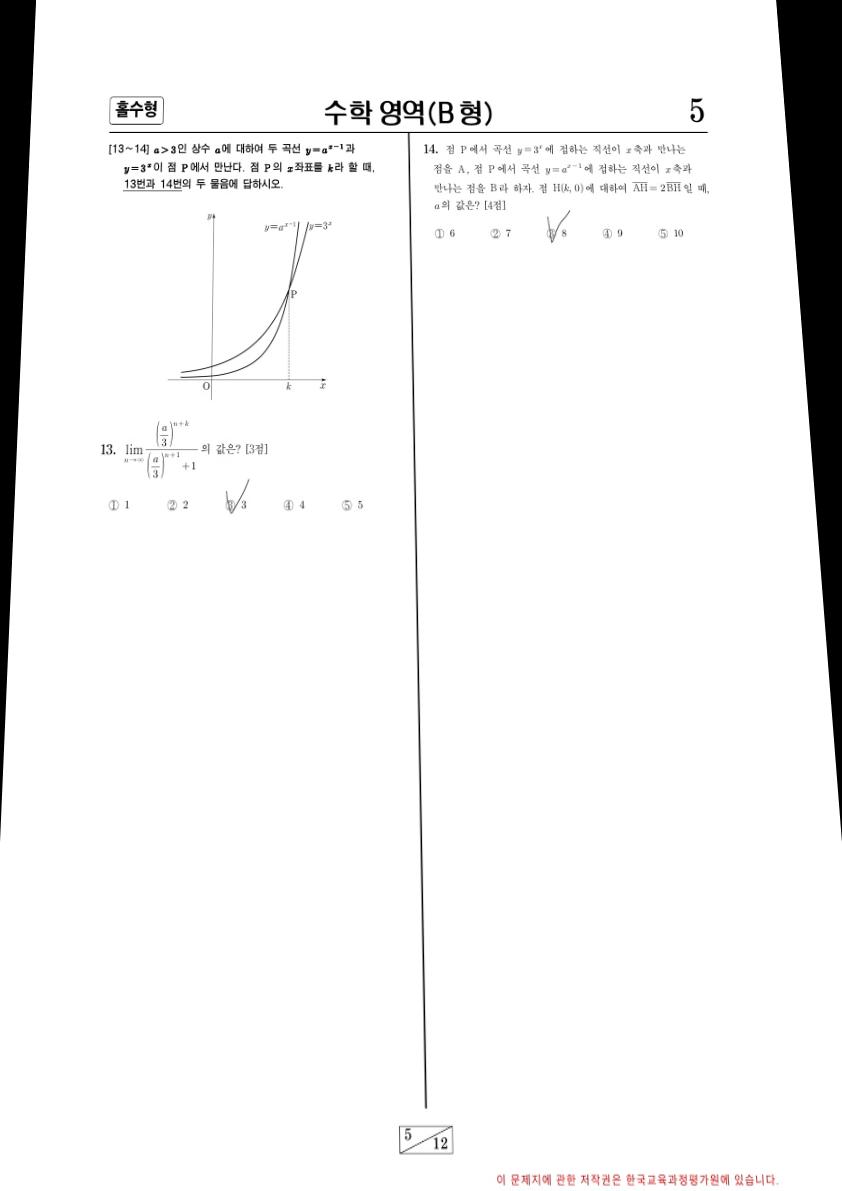 홀수형
수학 영역(B 형)
5
[13~14] a>3인 상수 a에 대하여 두 곡선 y=a^{x-1}과
y=3^x이 점 P에서 만난다. 점 P의 x좌표를 k라 할 때,
13번과 14번의 두 물음에 답하시오.
y
y=a^{x-1} y=3^x
P
O k x
13. lim_{n→∞} \frac{(\frac{a}{3})^{n+k}}{(\frac{a}{3})^{n+1}+1} 의 값은? [3점]
① 1 ② 2 ③ 3 ④ 4 ⑤ 5
14. 점 P에서 곡선 y=3^x에 접하는 직선이 x축과 만나는
점을 A, 점 P에서 곡선 y=a^{x-1}에 접하는 직선이 x축과
만나는 점을 B라 하자. 점 H(k, 0)에 대하여 \overline{AH}=2\overline{BH}일 때,
a의 값은? [4점]
① 6 ② 7 ③ 8 ④ 9 ⑤ 10
5
12
이 문제지에 관한 저작권은 한국교육과정평가원에 있습니다.